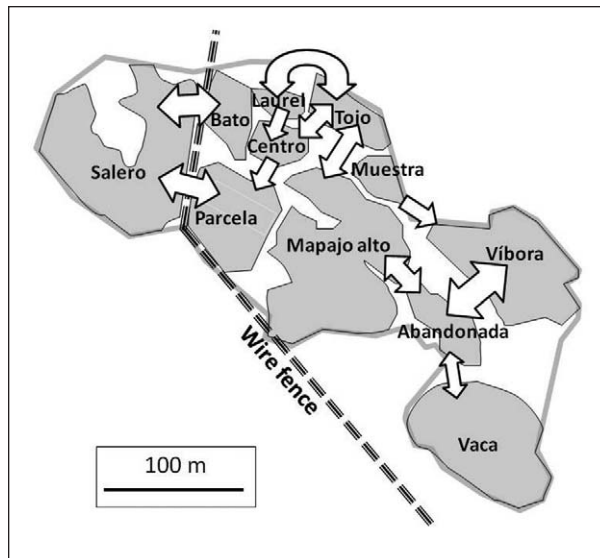 Laurel
Bato
Tojo
Centro
Salero
Muestra
Parcela
Mapajo alto
Víbora
Abandonada
Wire fence
Vaca
100 m